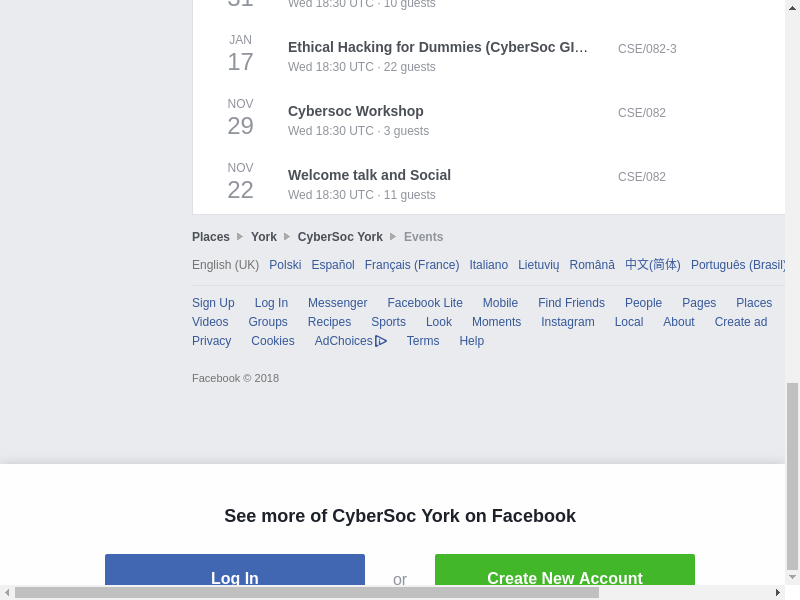 31
Wed 18:30 UTC · 10 guests
JAN
17
Ethical Hacking for Dummies (CyberSoc GI…
Wed 18:30 UTC · 22 guests
CSE/082-3
NOV
29
Cybersoc Workshop
Wed 18:30 UTC · 3 guests
CSE/082
NOV
22
Welcome talk and Social
Wed 18:30 UTC · 11 guests
CSE/082
Places York CyberSoc York Events
English (UK) Polski Español Français (France) Italiano Lietuvių Română 中文(简体) Português (Brasil)
Sign Up Log In Messenger Facebook Lite Mobile Find Friends People Pages Places
Videos Groups Recipes Sports Look Moments Instagram Local About Create ad
Privacy Cookies AdChoices Terms Help
Facebook © 2018
See more of CyberSoc York on Facebook
Log In or Create New Account